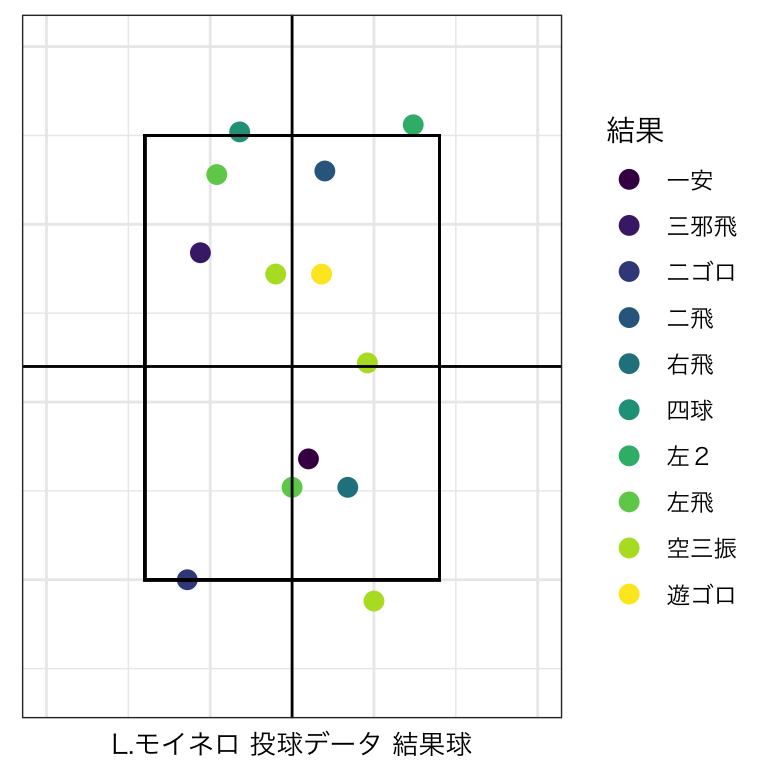 結果
一安
三邪飛
二ゴロ
二飛
右飛
四球
左２
左飛
空三振
遊ゴロ
L.モイネロ 投球データ 結果球